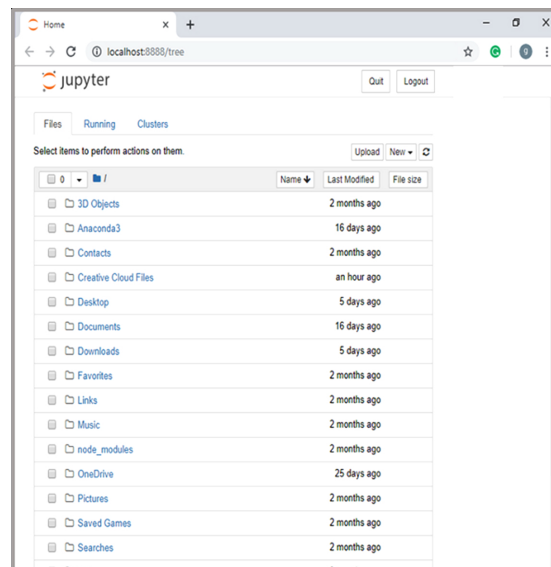 Home
localhost:8888/tree
g
jupyter
Quit Logout
Files Running Clusters
Select items to perform actions on them.
Upload New
0 / Name Last Modified File size
3D Objects 2 months ago
Anaconda3 16 days ago
Contacts 2 months ago
Creative Cloud Files an hour ago
Desktop 5 days ago
Documents 16 days ago
Downloads 5 days ago
Favorites 2 months ago
Links 2 months ago
Music 2 months ago
node_modules 2 months ago
OneDrive 25 days ago
Pictures 2 months ago
Saved Games 2 months ago
Searches 2 months ago